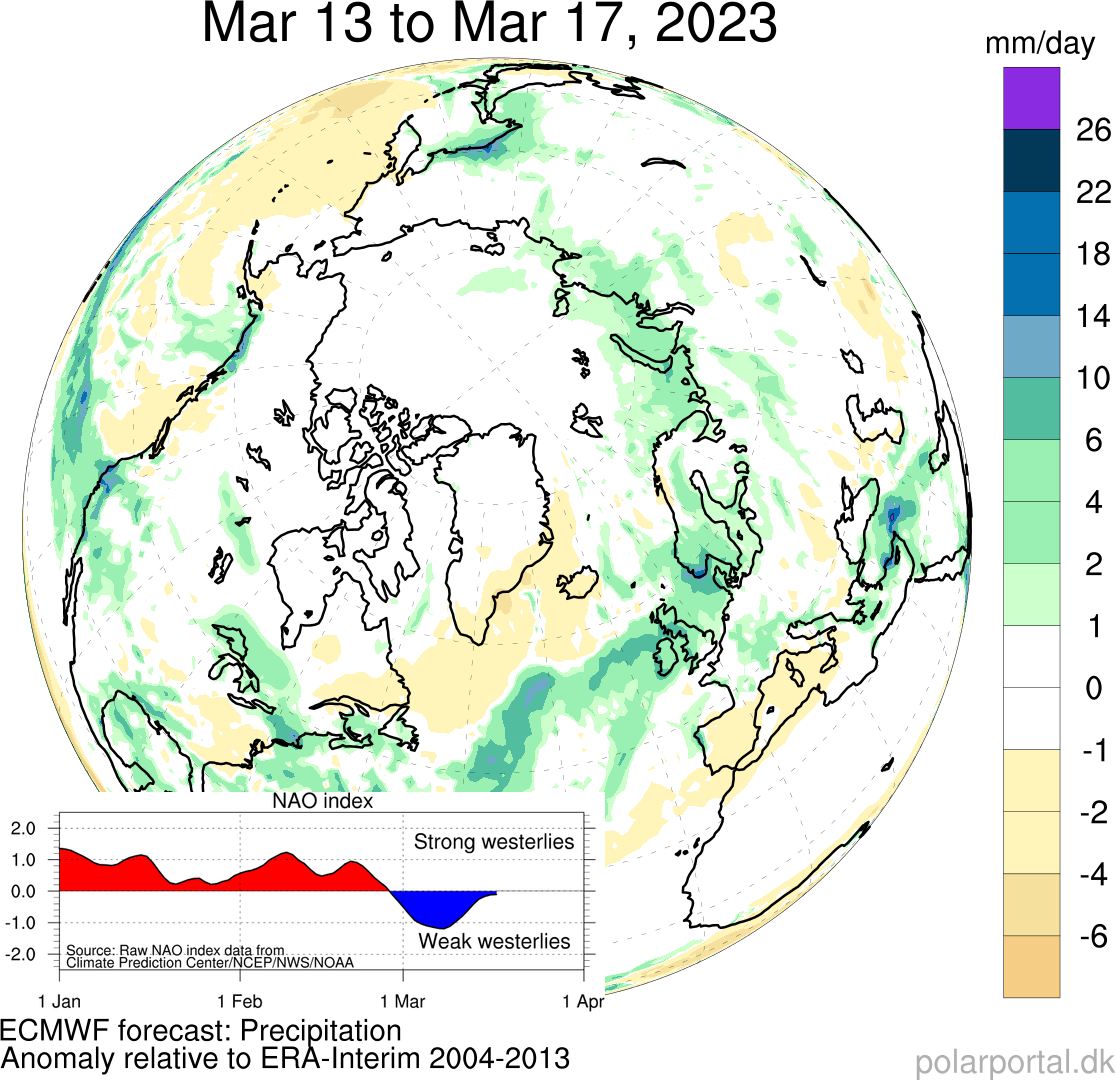 Mar 13 to Mar 17, 2023
mm/day
26
22
18
14
10
6
4
2
1
0
-1
-2
-4
-6
NAO index
2.0
1.0
0.0
-1.0
-2.0
Strong westerlies
Weak westerlies
Source: Raw NAO index data from
Climate Prediction Center/NCEP/NWS/NOAA
1 Jan 1 Feb 1 Mar 1 Apr
ECMWF forecast: Precipitation
Anomaly relative to ERA-Interim 2004-2013
polarportal.dk